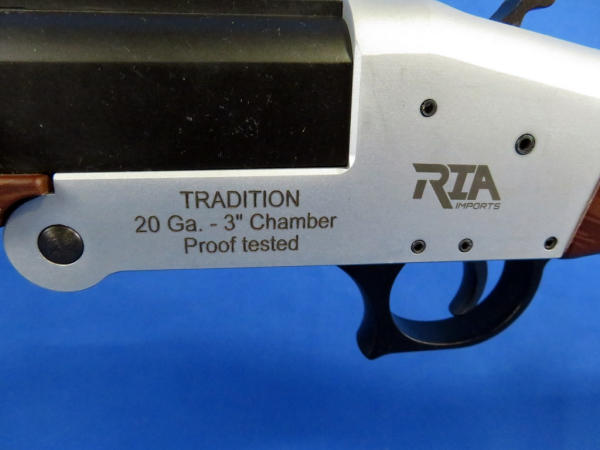 TRADITION
20 Ga. - 3" Chamber
Proof tested
RIA
IMPORTS